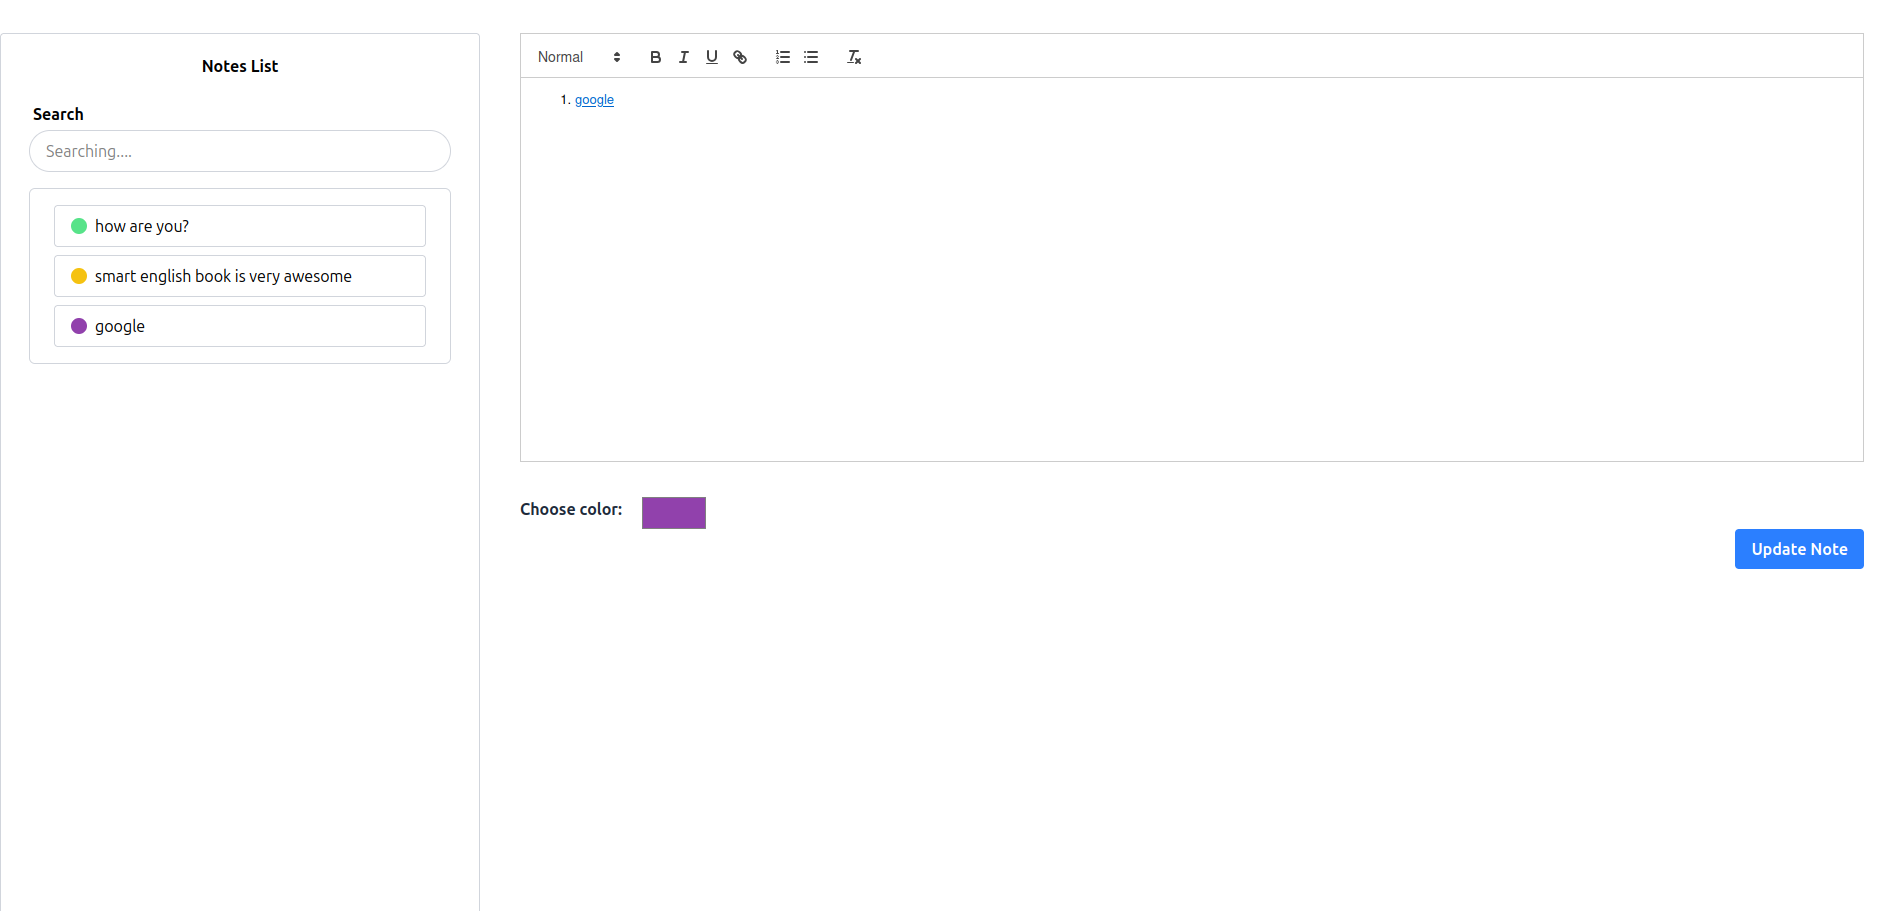 Notes List
Search
Searching....
how are you?
smart english book is very awesome
google
Normal
B I U
1. google
Choose color:
Update Note